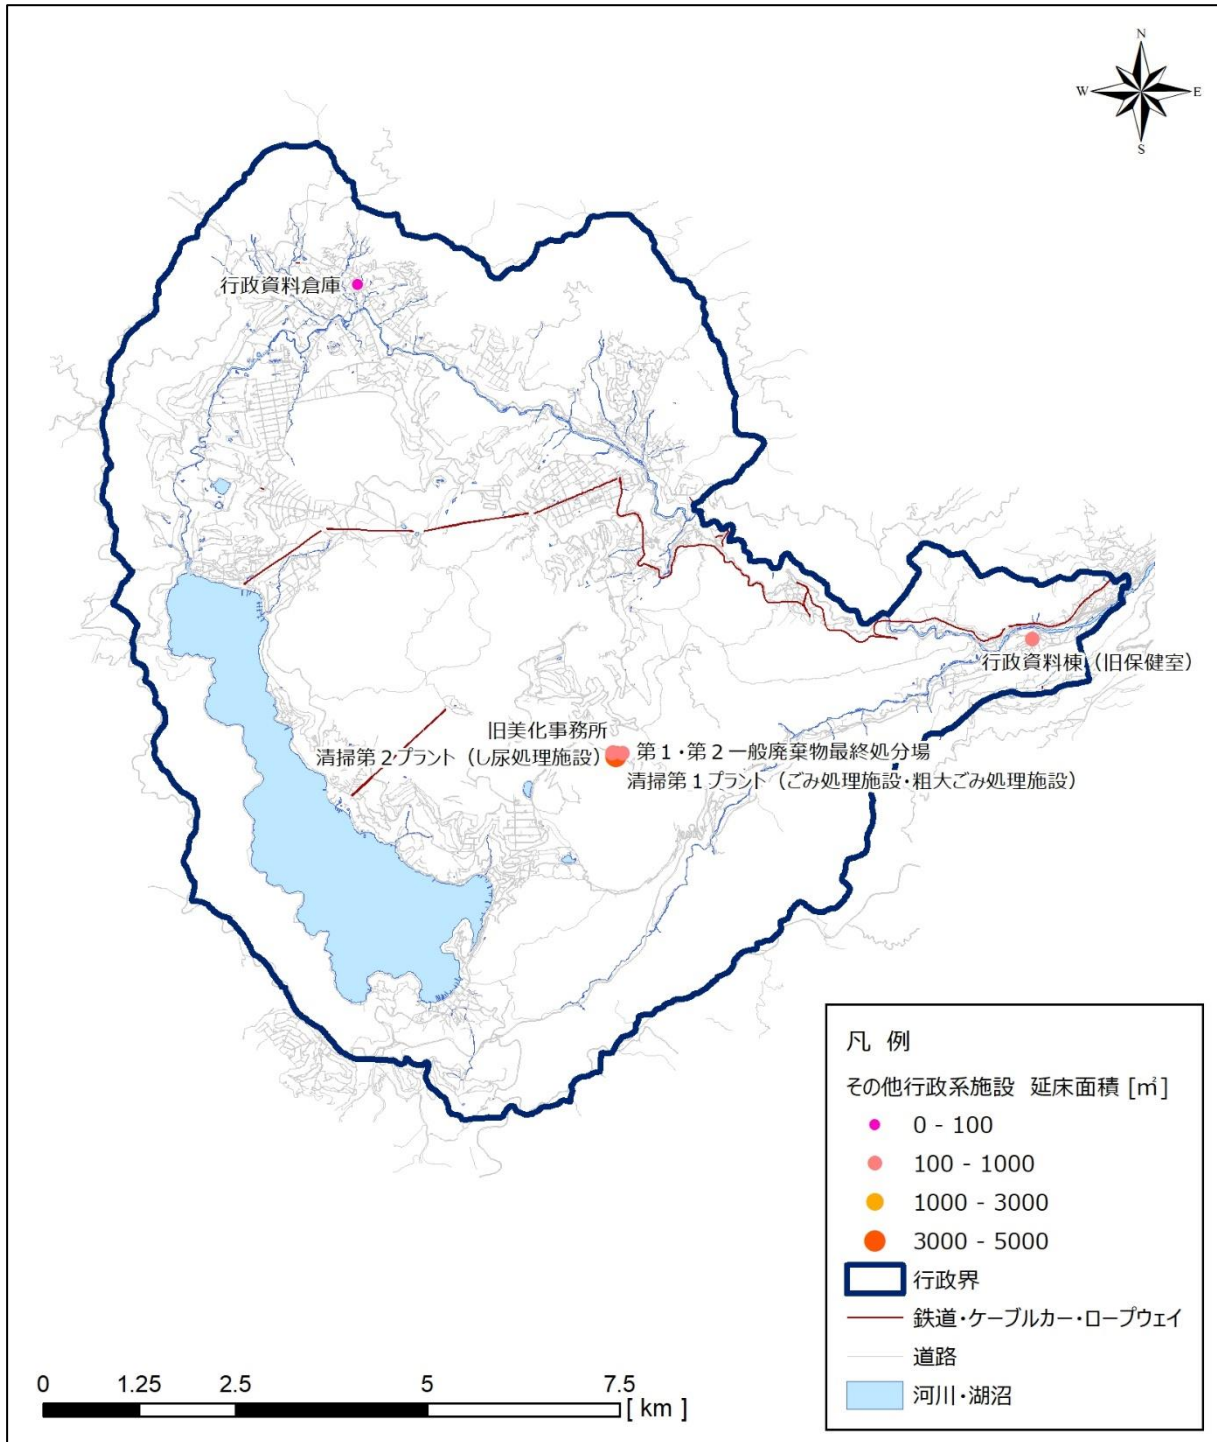 N
W
E
S
行政資料倉庫
行政資料棟（旧保健室）
旧美化事務所
清掃第２プラント（し尿処理施設）
第１・第２一般廃棄物最終処分場
清掃第１プラント（ごみ処理施設・粗大ごみ処理施設）
凡 例
その他行政系施設 延床面積 [㎡]
0 - 100
100 - 1000
1000 - 3000
3000 - 5000
行政界
鉄道・ケーブルカー・ロープウェイ
道路
河川・湖沼
0 1.25 2.5 5 7.5
[ km ]